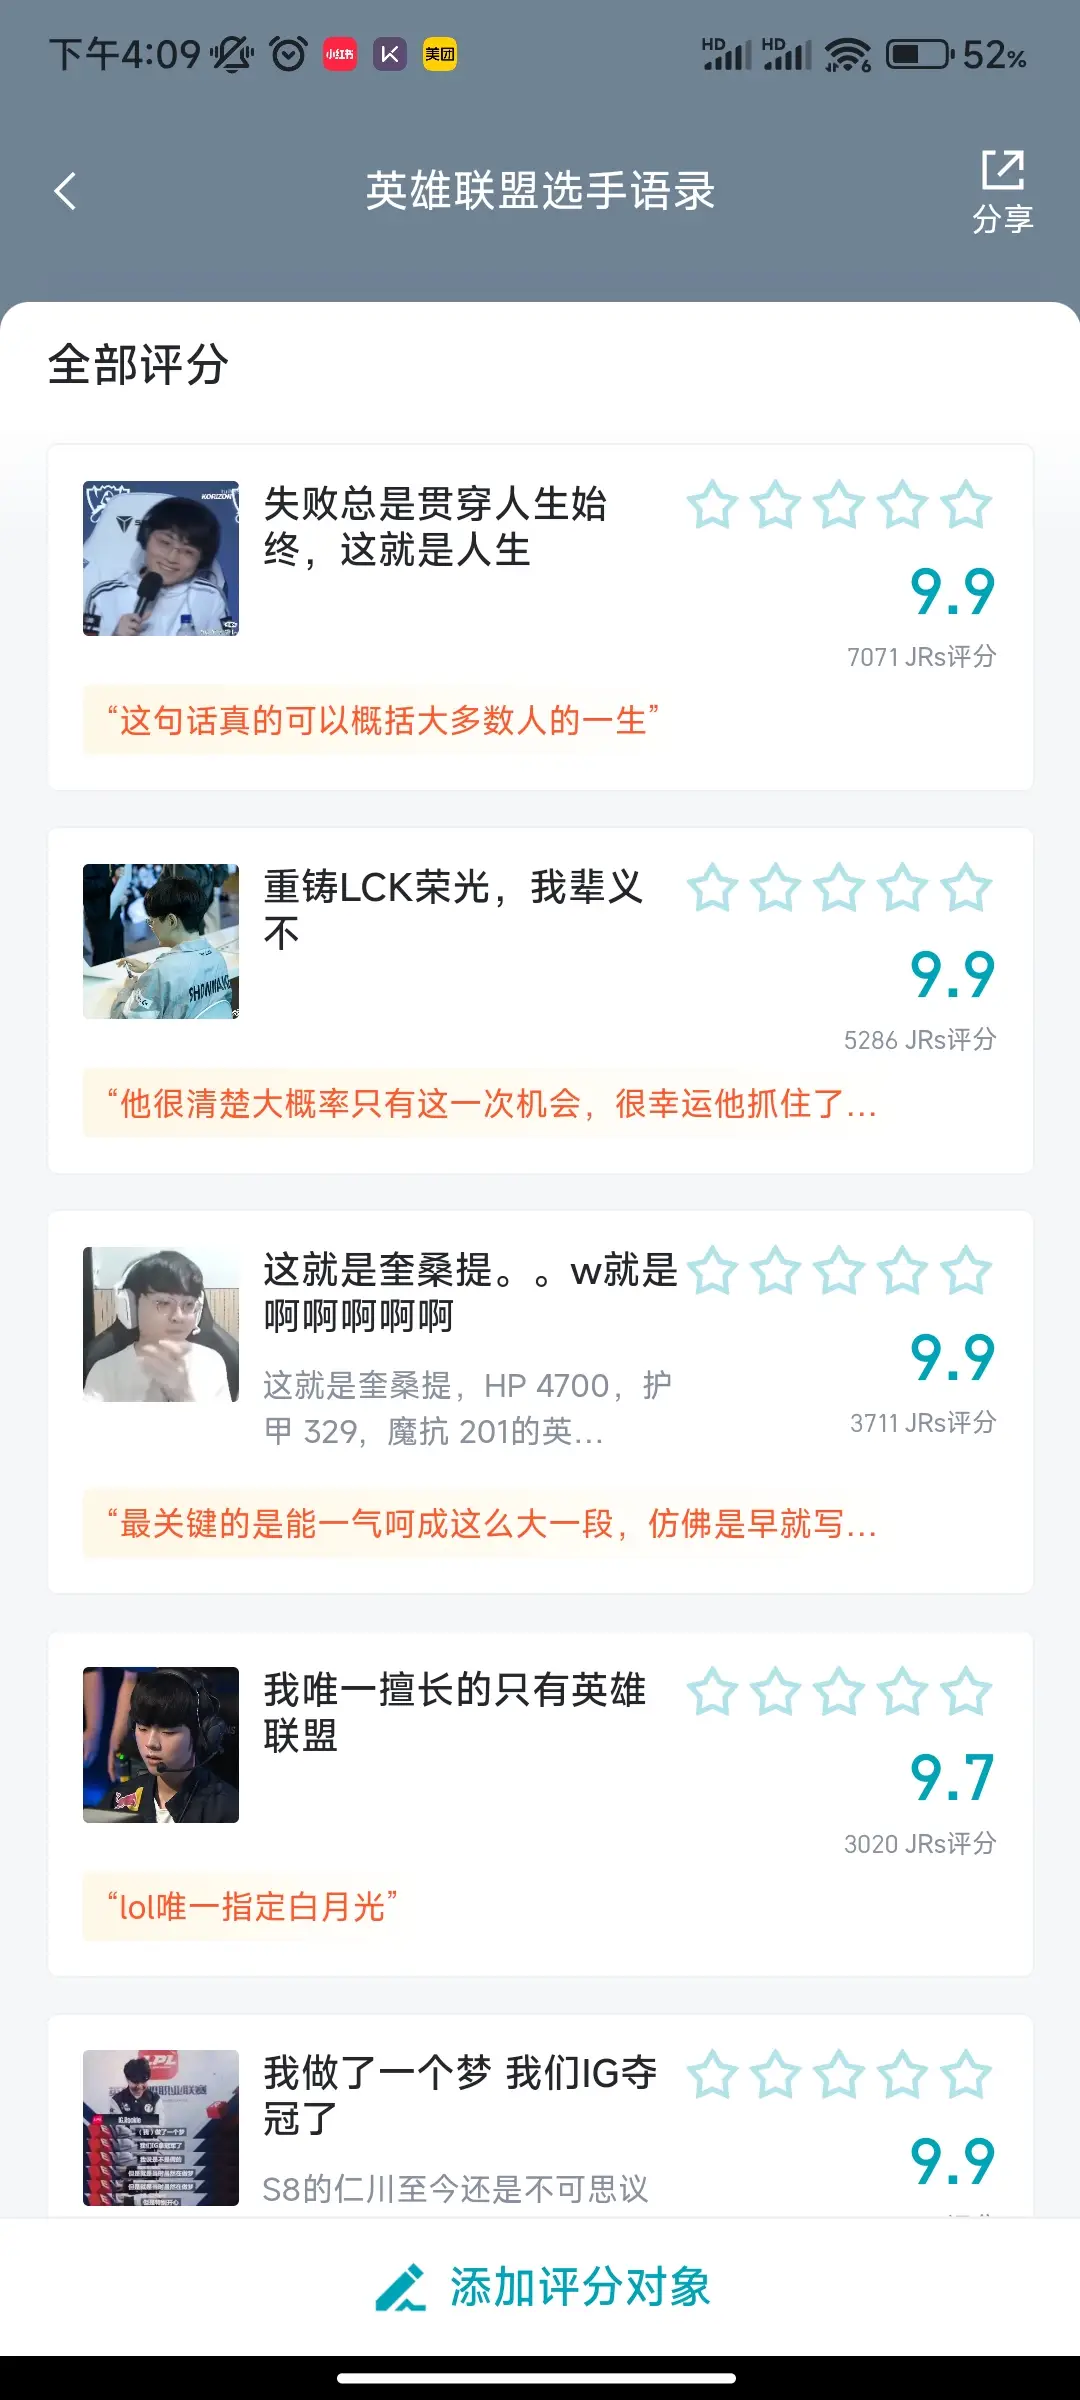 下午4:09
小红书
K
美团
HD
HD
6
52%
英雄联盟选手语录
分享
全部评分
失败总是贯穿人生始
终，这就是人生
9.9
7071 JRs评分
“这句话真的可以概括大多数人的一生”
重铸LCK荣光，我辈义
不
9.9
5286 JRs评分
“他很清楚大概率只有这一次机会，很幸运他抓住了...
这就是奎桑提。。w就是
啊啊啊啊啊
这就是奎桑提，HP 4700，护
甲 329，魔抗 201的英...
9.9
3711 JRs评分
“最关键的是能一气呵成这么大一段，仿佛是早就写...
我唯一擅长的只有英雄
联盟
9.7
3020 JRs评分
“lol唯一指定白月光”
LPL
IG.Rookie
我做了一个梦 我们IG夺
冠了
S8的仁川至今还是不可思议
9.9
添加评分对象